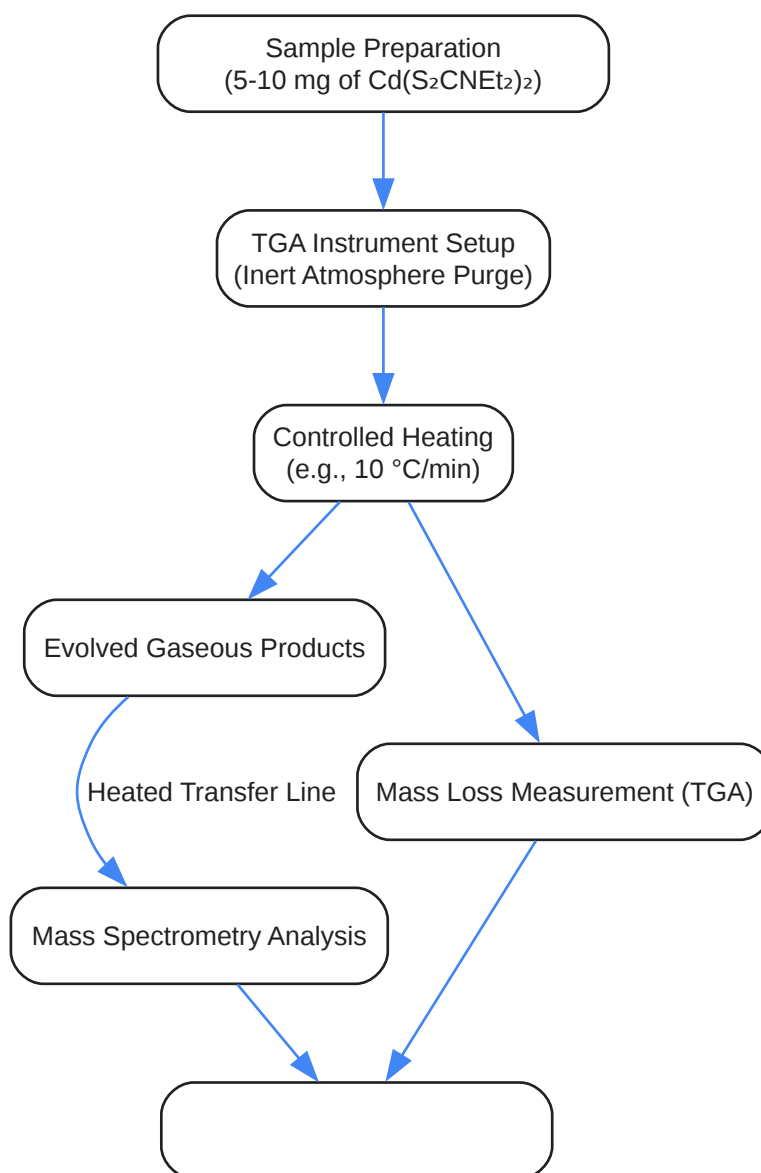 Sample Preparation
(5-10 mg of Cd(S₂CNEt₂)₂)
TGA Instrument Setup
(Inert Atmosphere Purge)
Controlled Heating
(e.g., 10 °C/min)
Evolved Gaseous Products
Heated Transfer Line
Mass Loss Measurement (TGA)
Mass Spectrometry Analysis